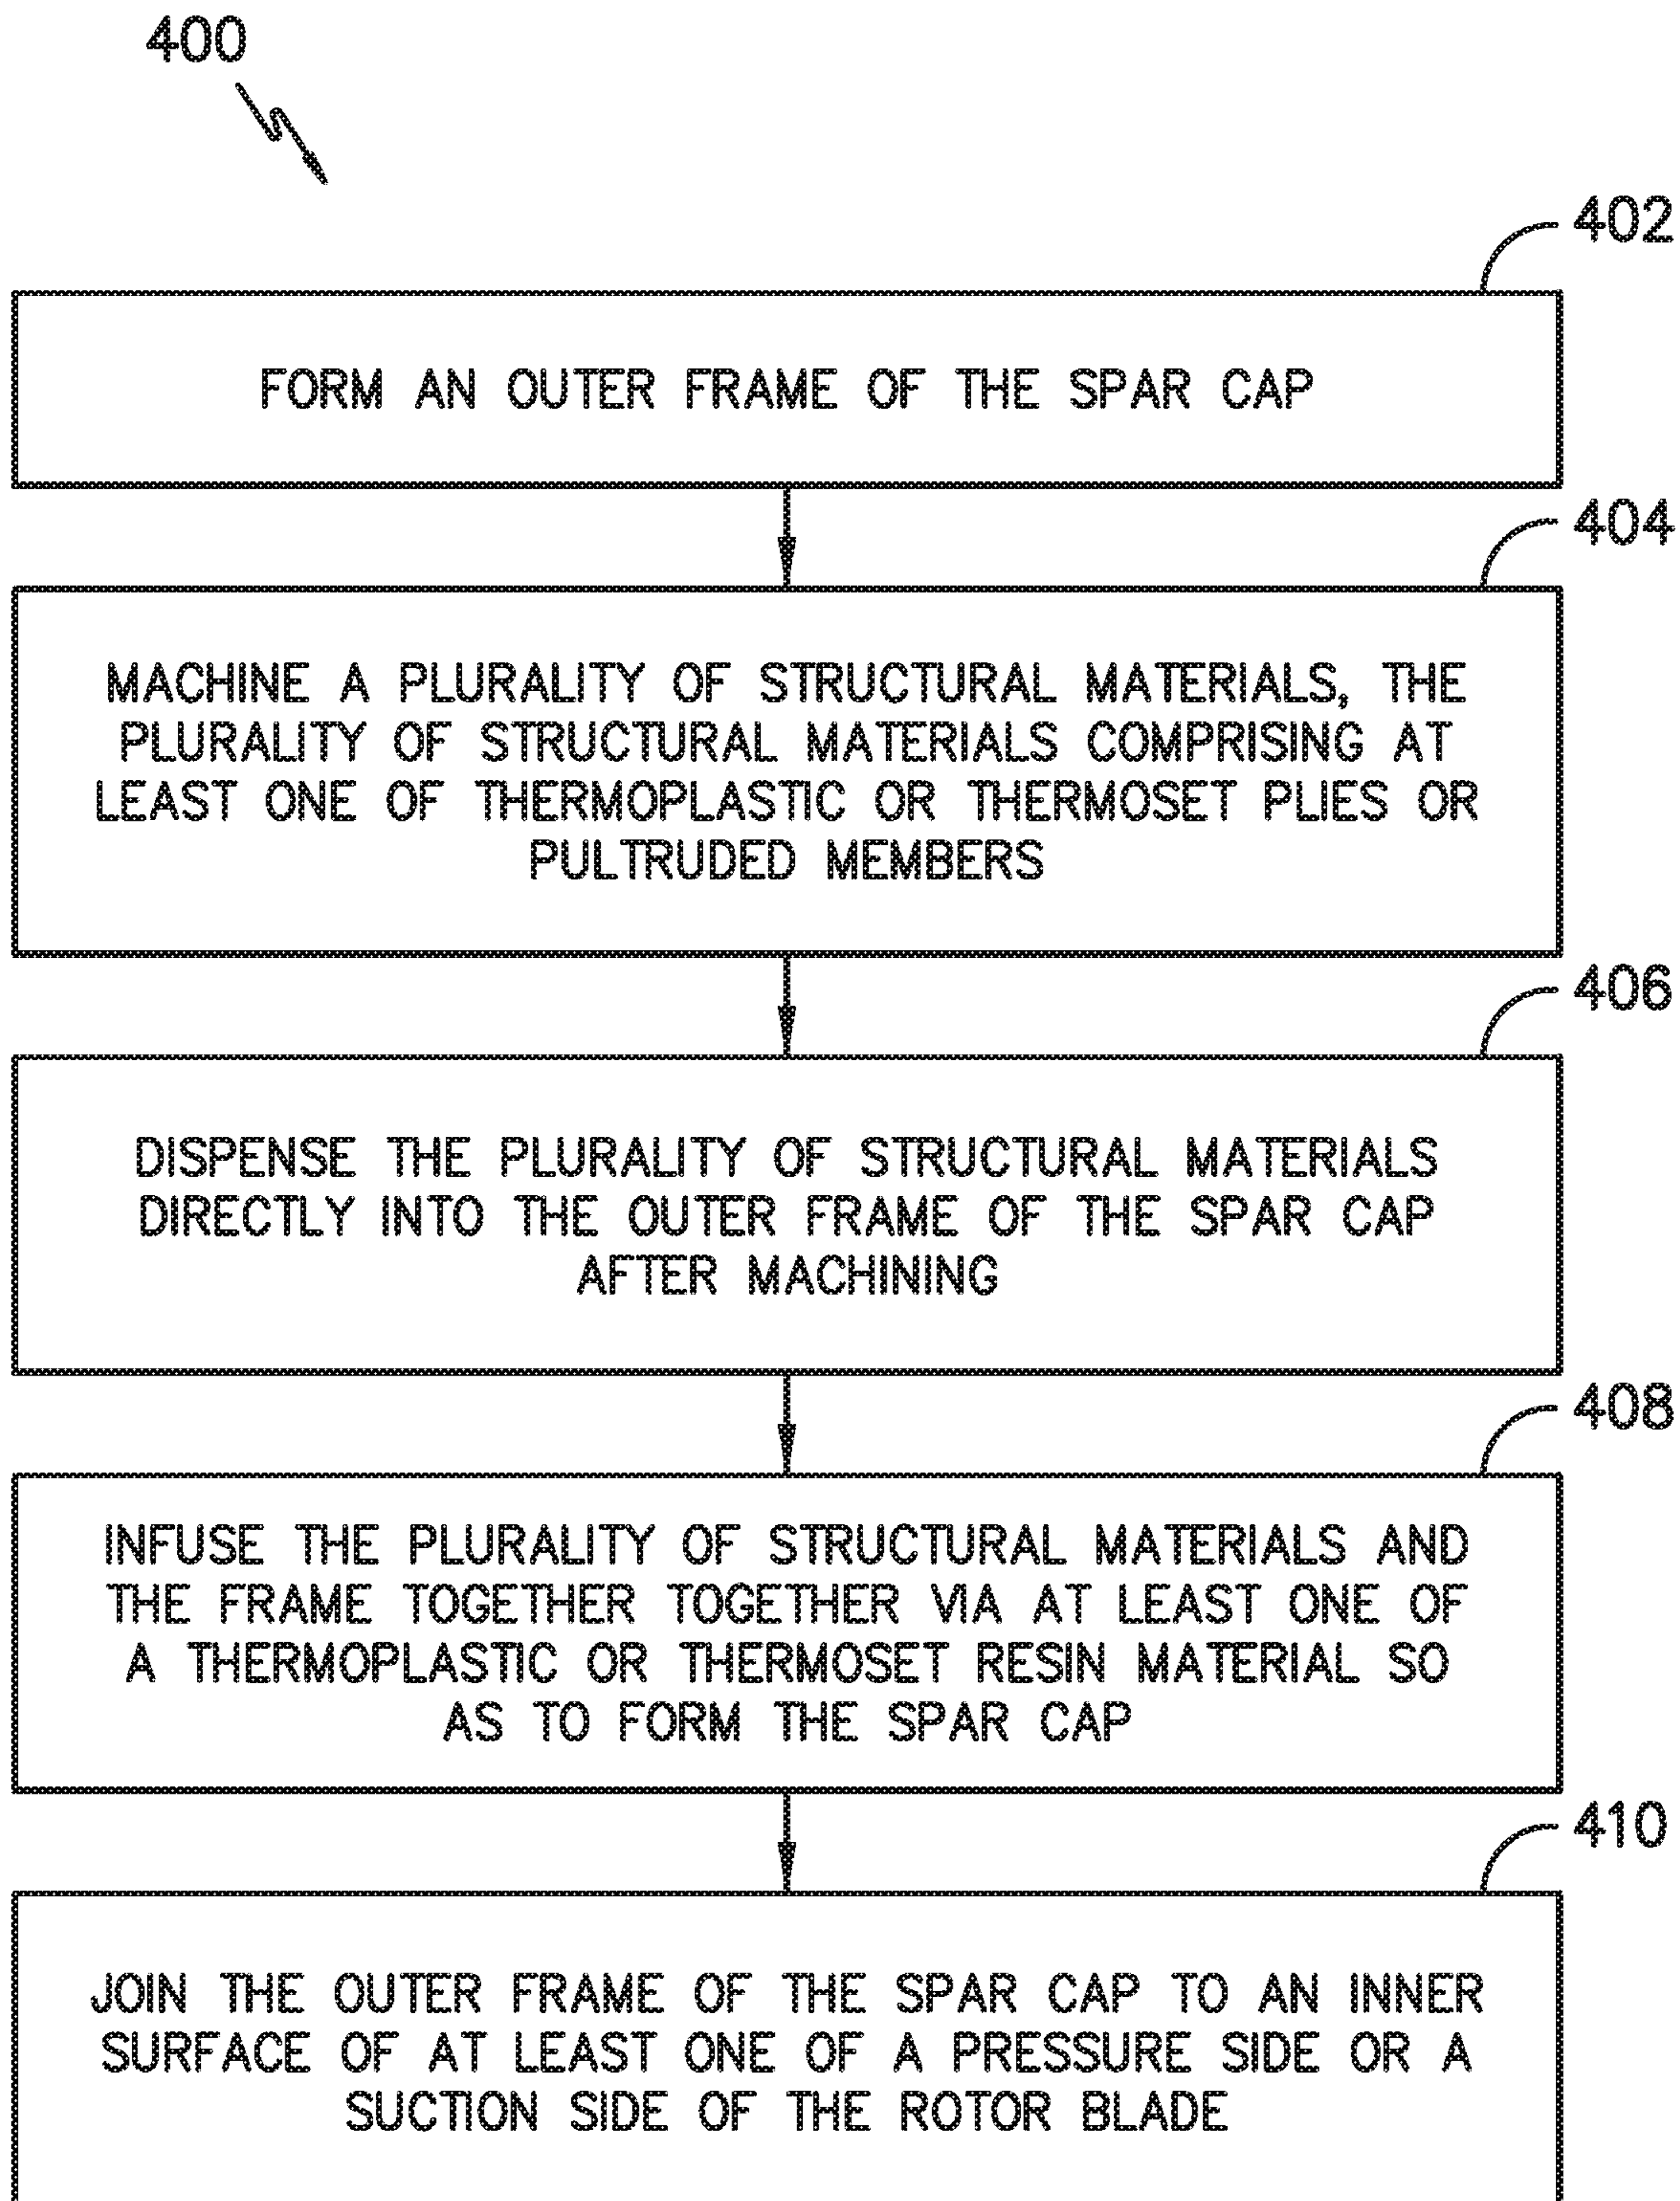 400
402
FORM AN OUTER FRAME OF THE SPAR CAP
404
MACHINE A PLURALITY OF STRUCTURAL MATERIALS, THE
PLURALITY OF STRUCTURAL MATERIALS COMPRISING AT
LEAST ONE OF THERMOPLASTIC OR THERMOSET PLIES OR
PULTRUDED MEMBERS
406
DISPENSE THE PLURALITY OF STRUCTURAL MATERIALS
DIRECTLY INTO THE OUTER FRAME OF THE SPAR CAP
AFTER MACHINING
408
INFUSE THE PLURALITY OF STRUCTURAL MATERIALS AND
THE FRAME TOGETHER TOGETHER VIA AT LEAST ONE OF
A THERMOPLASTIC OR THERMOSET RESIN MATERIAL SO
AS TO FORM THE SPAR CAP
410
JOIN THE OUTER FRAME OF THE SPAR CAP TO AN INNER
SURFACE OF AT LEAST ONE OF A PRESSURE SIDE OR A
SUCTION SIDE OF THE ROTOR BLADE